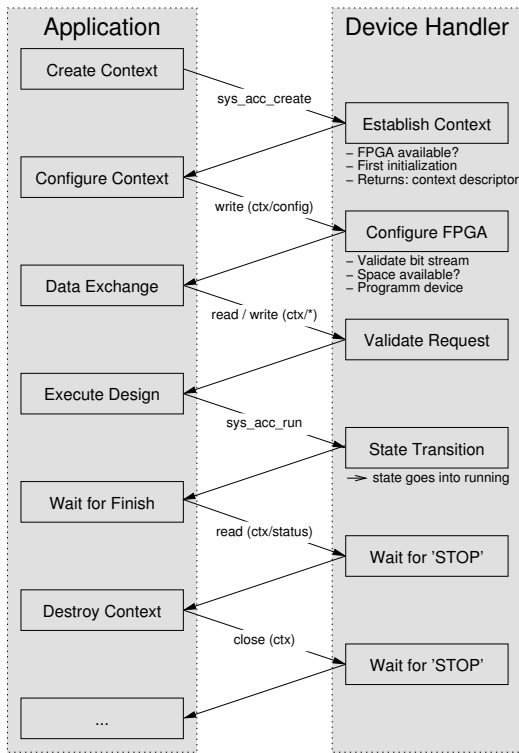 Application
Device Handler
Create Context
sys_acc_create
Establish Context
– FPGA available?
– First initialization
– Returns: context descriptor
Configure Context
write (ctx/config)
Configure FPGA
– Validate bit stream
– Space available?
– Programm device
Data Exchange
read / write (ctx/*)
Validate Request
Execute Design
sys_acc_run
State Transition
state goes into running
Wait for Finish
read (ctx/status)
Wait for 'STOP'
Destroy Context
close (ctx)
Wait for 'STOP'
...